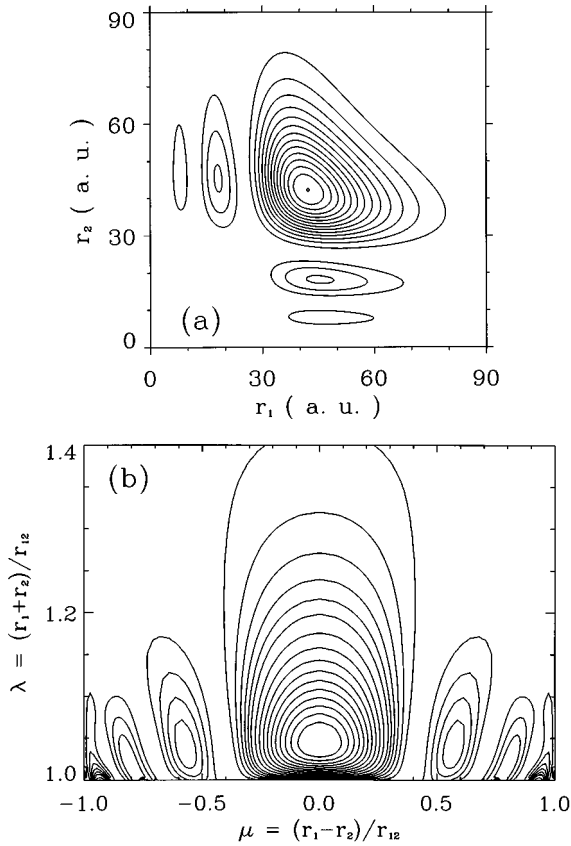 90
60
30
0
r₂ ( a. u. )
(a)
0 30 60 90
r₁ ( a. u. )
1.4
1.2
1.0
λ = (r₁+r₂)/r₁₂
(b)
−1.0 −0.5 0.0 0.5 1.0
μ = (r₁−r₂)/r₁₂